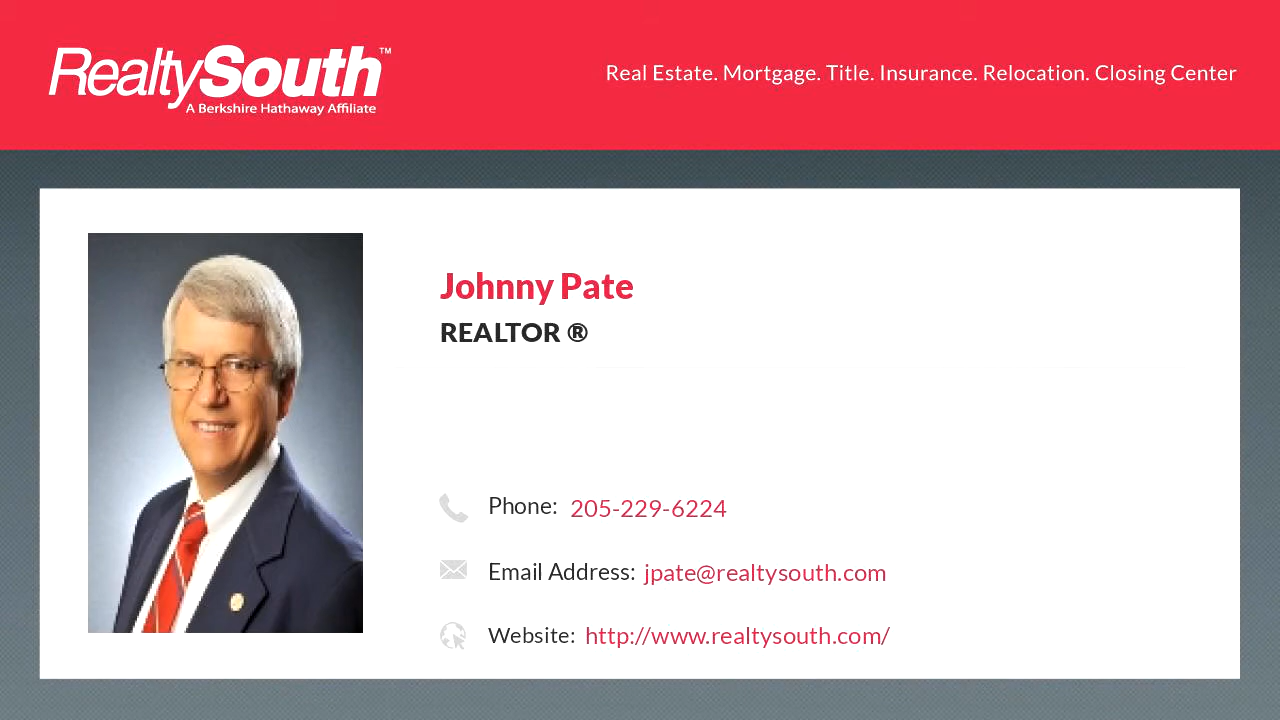 RealtySouth™
A Berkshire Hathaway Affiliate
Real Estate. Mortgage. Title. Insurance. Relocation. Closing Center
Johnny Pate
REALTOR ®
Phone: 205-229-6224
Email Address: jpate@realtysouth.com
Website: http://www.realtysouth.com/